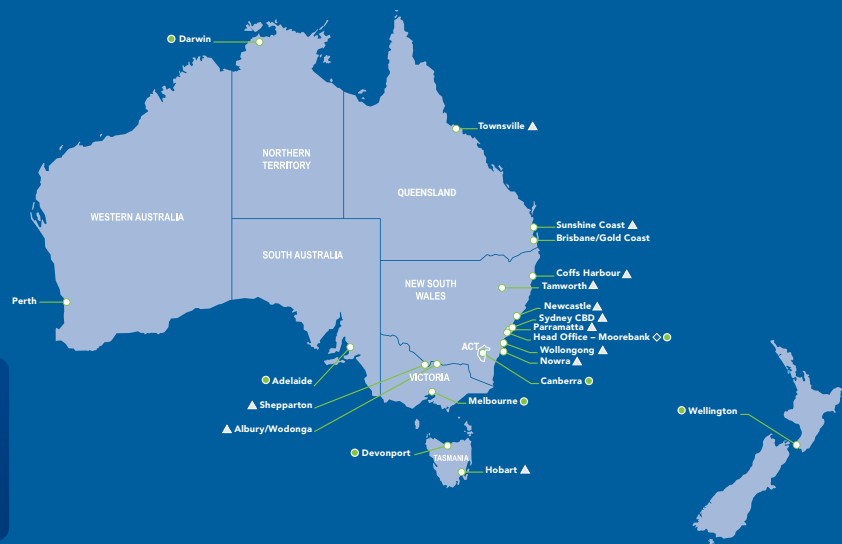 Darwin
Townsville
NORTHERN
TERRITORY
QUEENSLAND
WESTERN AUSTRALIA
Sunshine Coast
Brisbane/Gold Coast
SOUTH AUSTRALIA
Coffs Harbour
NEW SOUTH
WALES
Tamworth
Perth
Newcastle
Sydney CBD
Parramatta
Head Office – Moorebank
ACT
Wollongong
Nowra
VICTORIA
Adelaide
Canberra
Shepparton
Melbourne
Wellington
Albury/Wodonga
Devonport
TASMANIA
Hobart